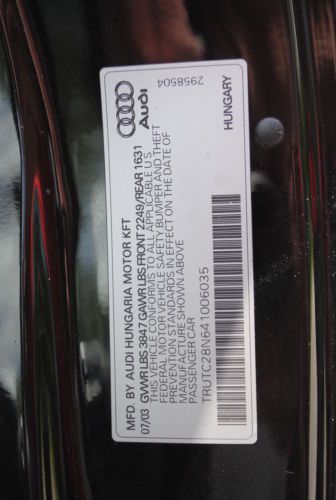 Audi
2958504
MFD. BY AUDI HUNGARIA MOTOR KFT
07/03 GVWR LBS 3847 GAWR LBS FRONT 2249/REAR 1631
THIS VEHICLE CONFORMS TO ALL APPLICABLE U S
FEDERAL MOTOR VEHICLE SAFETY BUMPER AND THEFT
PREVENTION STANDARDS IN EFFECT ON THE DATE OF
MANUFACTURE SHOWN ABOVE
PASSENGER CAR
TRUTC28N641006035
HUNGARY